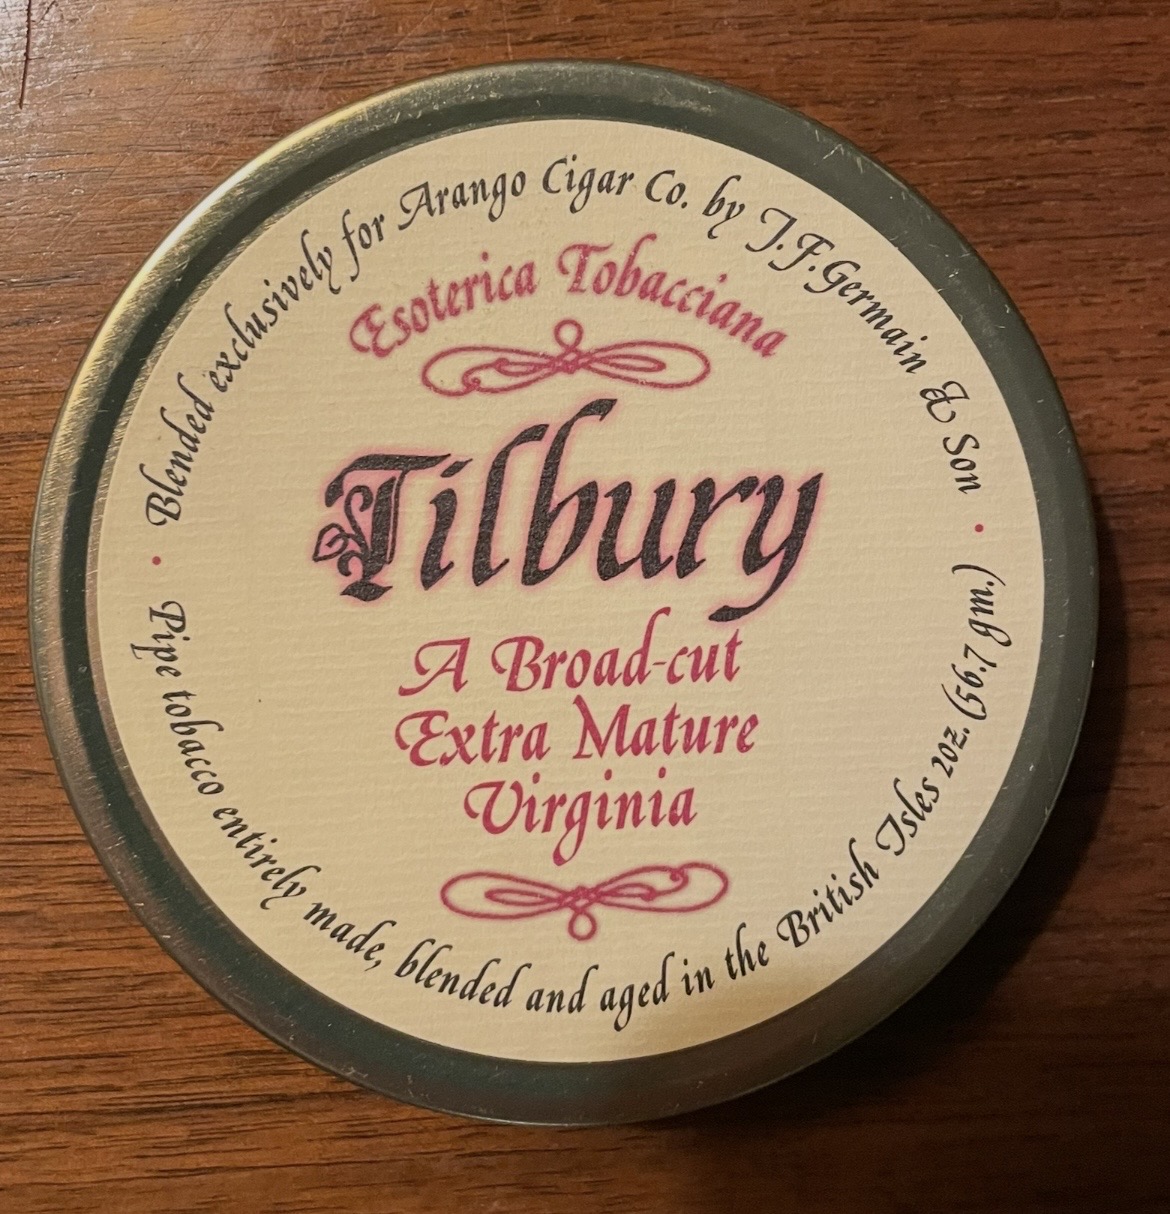 Blended exclusively for Arango Cigar Co. by J.F.Germain & Son
Esoterica Tobacciana
Tilbury
A Broad-cut
Extra Mature
Virginia
Pipe tobacco entirely made, blended and aged in the British Isles 2oz. (56.7 gm.)